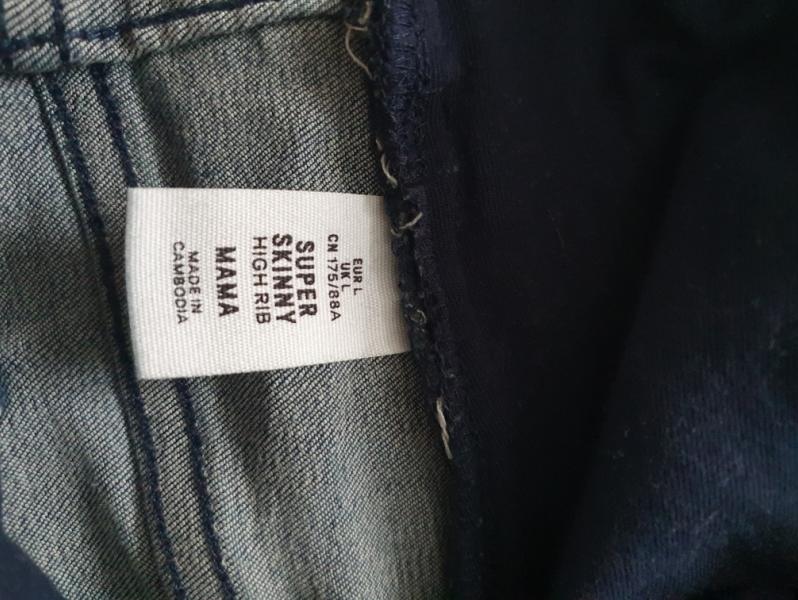 EUR L
UK L
CN 175/88A
SUPER
SKINNY
HIGH RIB
MAMA
MADE IN
CAMBODIA